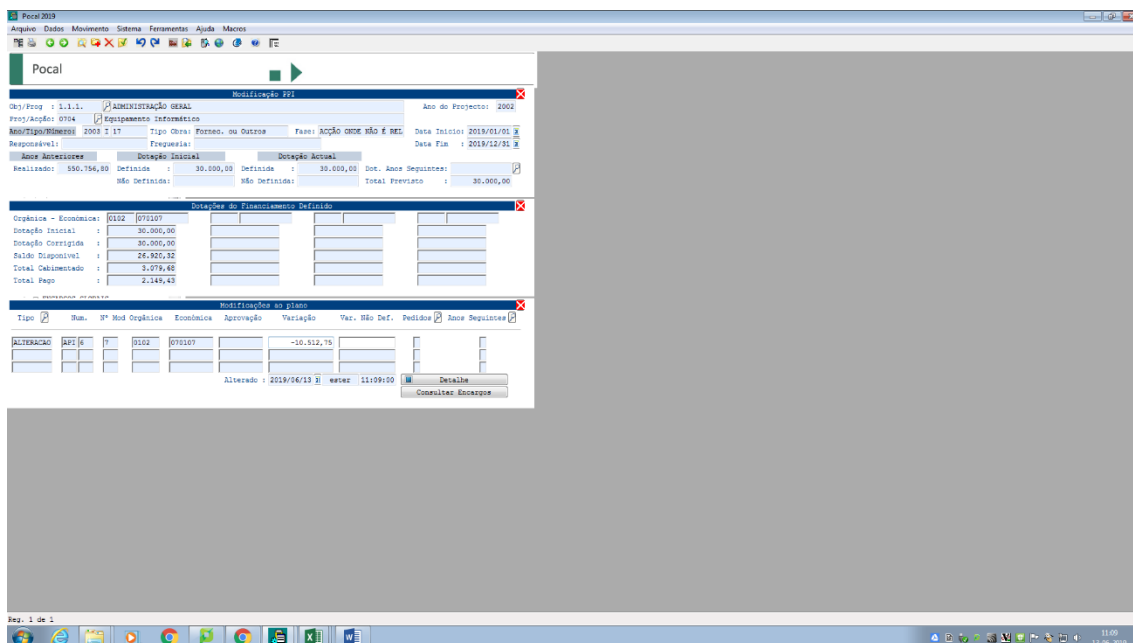 Pocal 2019
Arquivo Dados Movimento Sistema Ferramentas Ajuda Macros
Pocal
Modificação PPI
Obj/Prog : 1.1.1. ADMINISTRAÇÃO GERAL Ano do Projecto: 2002
Proj/Acção: 0704 Equipamento Informático
Ano/Tipo/Número: 2003 I 17 Tipo Obra: Fornec. ou Outros Fase: ACÇÃO ONDE NÃO É REL Data Inicio: 2019/01/01
Responsável: Freguesia: Data Fim : 2019/12/31
Anos Anteriores Dotação Inicial Dotação Actual
Realizado: 550.756,80 Definida : 30.000,00 Definida : 30.000,00 Dot. Anos Seguintes:
Não Definida: Não Definida: Total Previsto : 30.000,00
Dotações do Financiamento Definido
Orgânica - Económica: 0102 070107
Dotação Inicial : 30.000,00
Dotação Corrigida : 30.000,00
Saldo Disponível : 26.920,32
Total Cabimentado : 3.079,68
Total Pago : 2.149,43
Modificações ao plano
Tipo Num. Nº Mod Orgânica Económica Aprovação Variação Var. Não Def. Pedidos Anos Seguintes
ALTERACAO API 6 7 0102 070107 -10.512,75
Alterado : 2019/06/13 ester 11:09:00 Detalhe
Consultar Encargos
Reg. 1 de 1
11:09